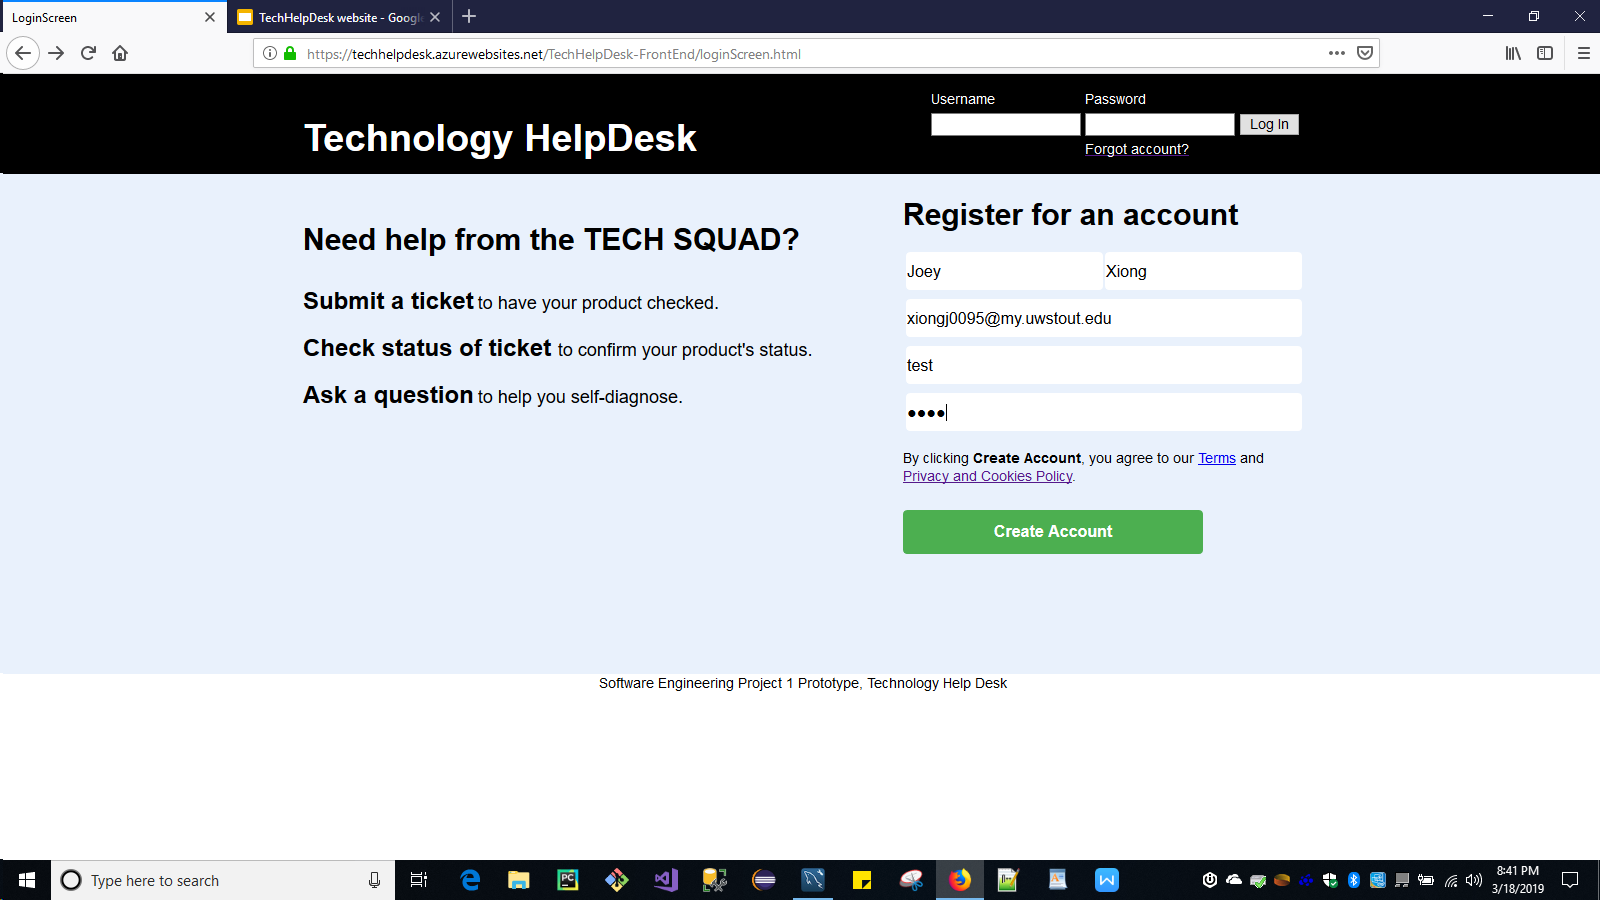 LoginScreen
TechHelpDesk website - Googl
https://techhelpdesk.azurewebsites.net/TechHelpDesk-FrontEnd/loginScreen.html
Technology HelpDesk
Username
Password
Log In
Forgot account?
Need help from the TECH SQUAD?
Submit a ticket to have your product checked.
Check status of ticket to confirm your product's status.
Ask a question to help you self-diagnose.
Register for an account
Joey
Xiong
xiongj0095@my.uwstout.edu
test
••••
By clicking Create Account, you agree to our Terms and
Privacy and Cookies Policy.
Create Account
Software Engineering Project 1 Prototype, Technology Help Desk
Type here to search
8:41 PM
3/18/2019